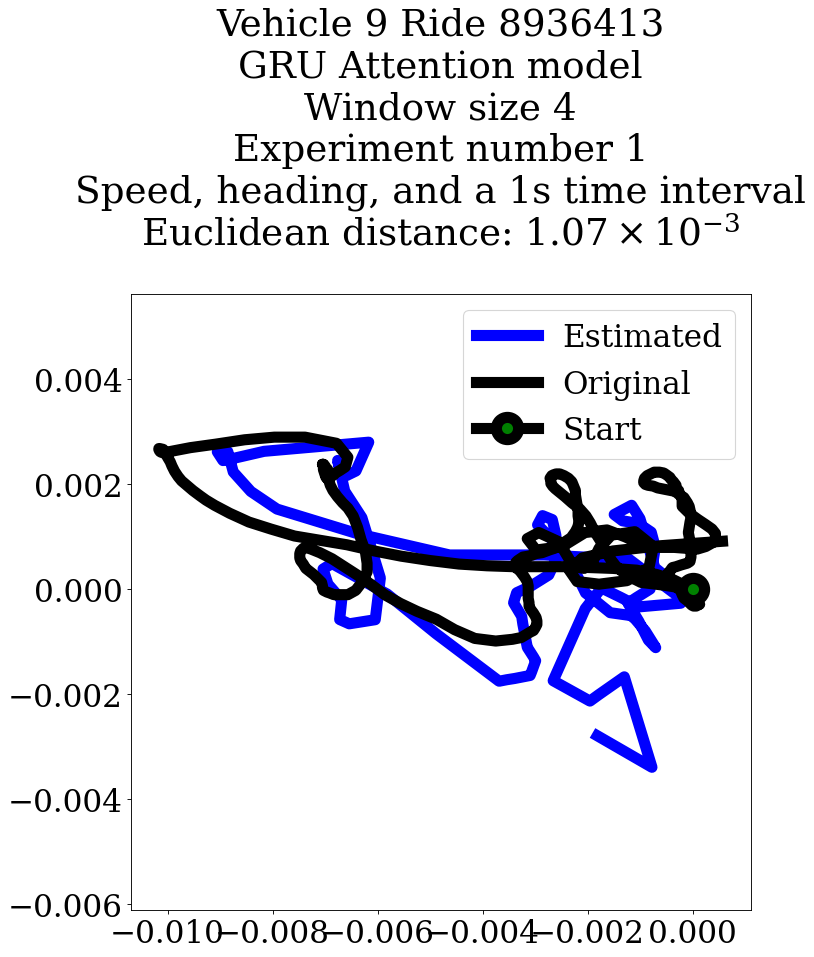 Vehicle 9 Ride 8936413
GRU Attention model
Window size 4
Experiment number 1
Speed, heading, and a 1s time interval
Euclidean distance: 1.07 × 10⁻³
Estimated
Original
Start
0.004
0.002
0.000
−0.002
−0.004
−0.006
−0.010 −0.008 −0.006 −0.004 −0.002 0.000